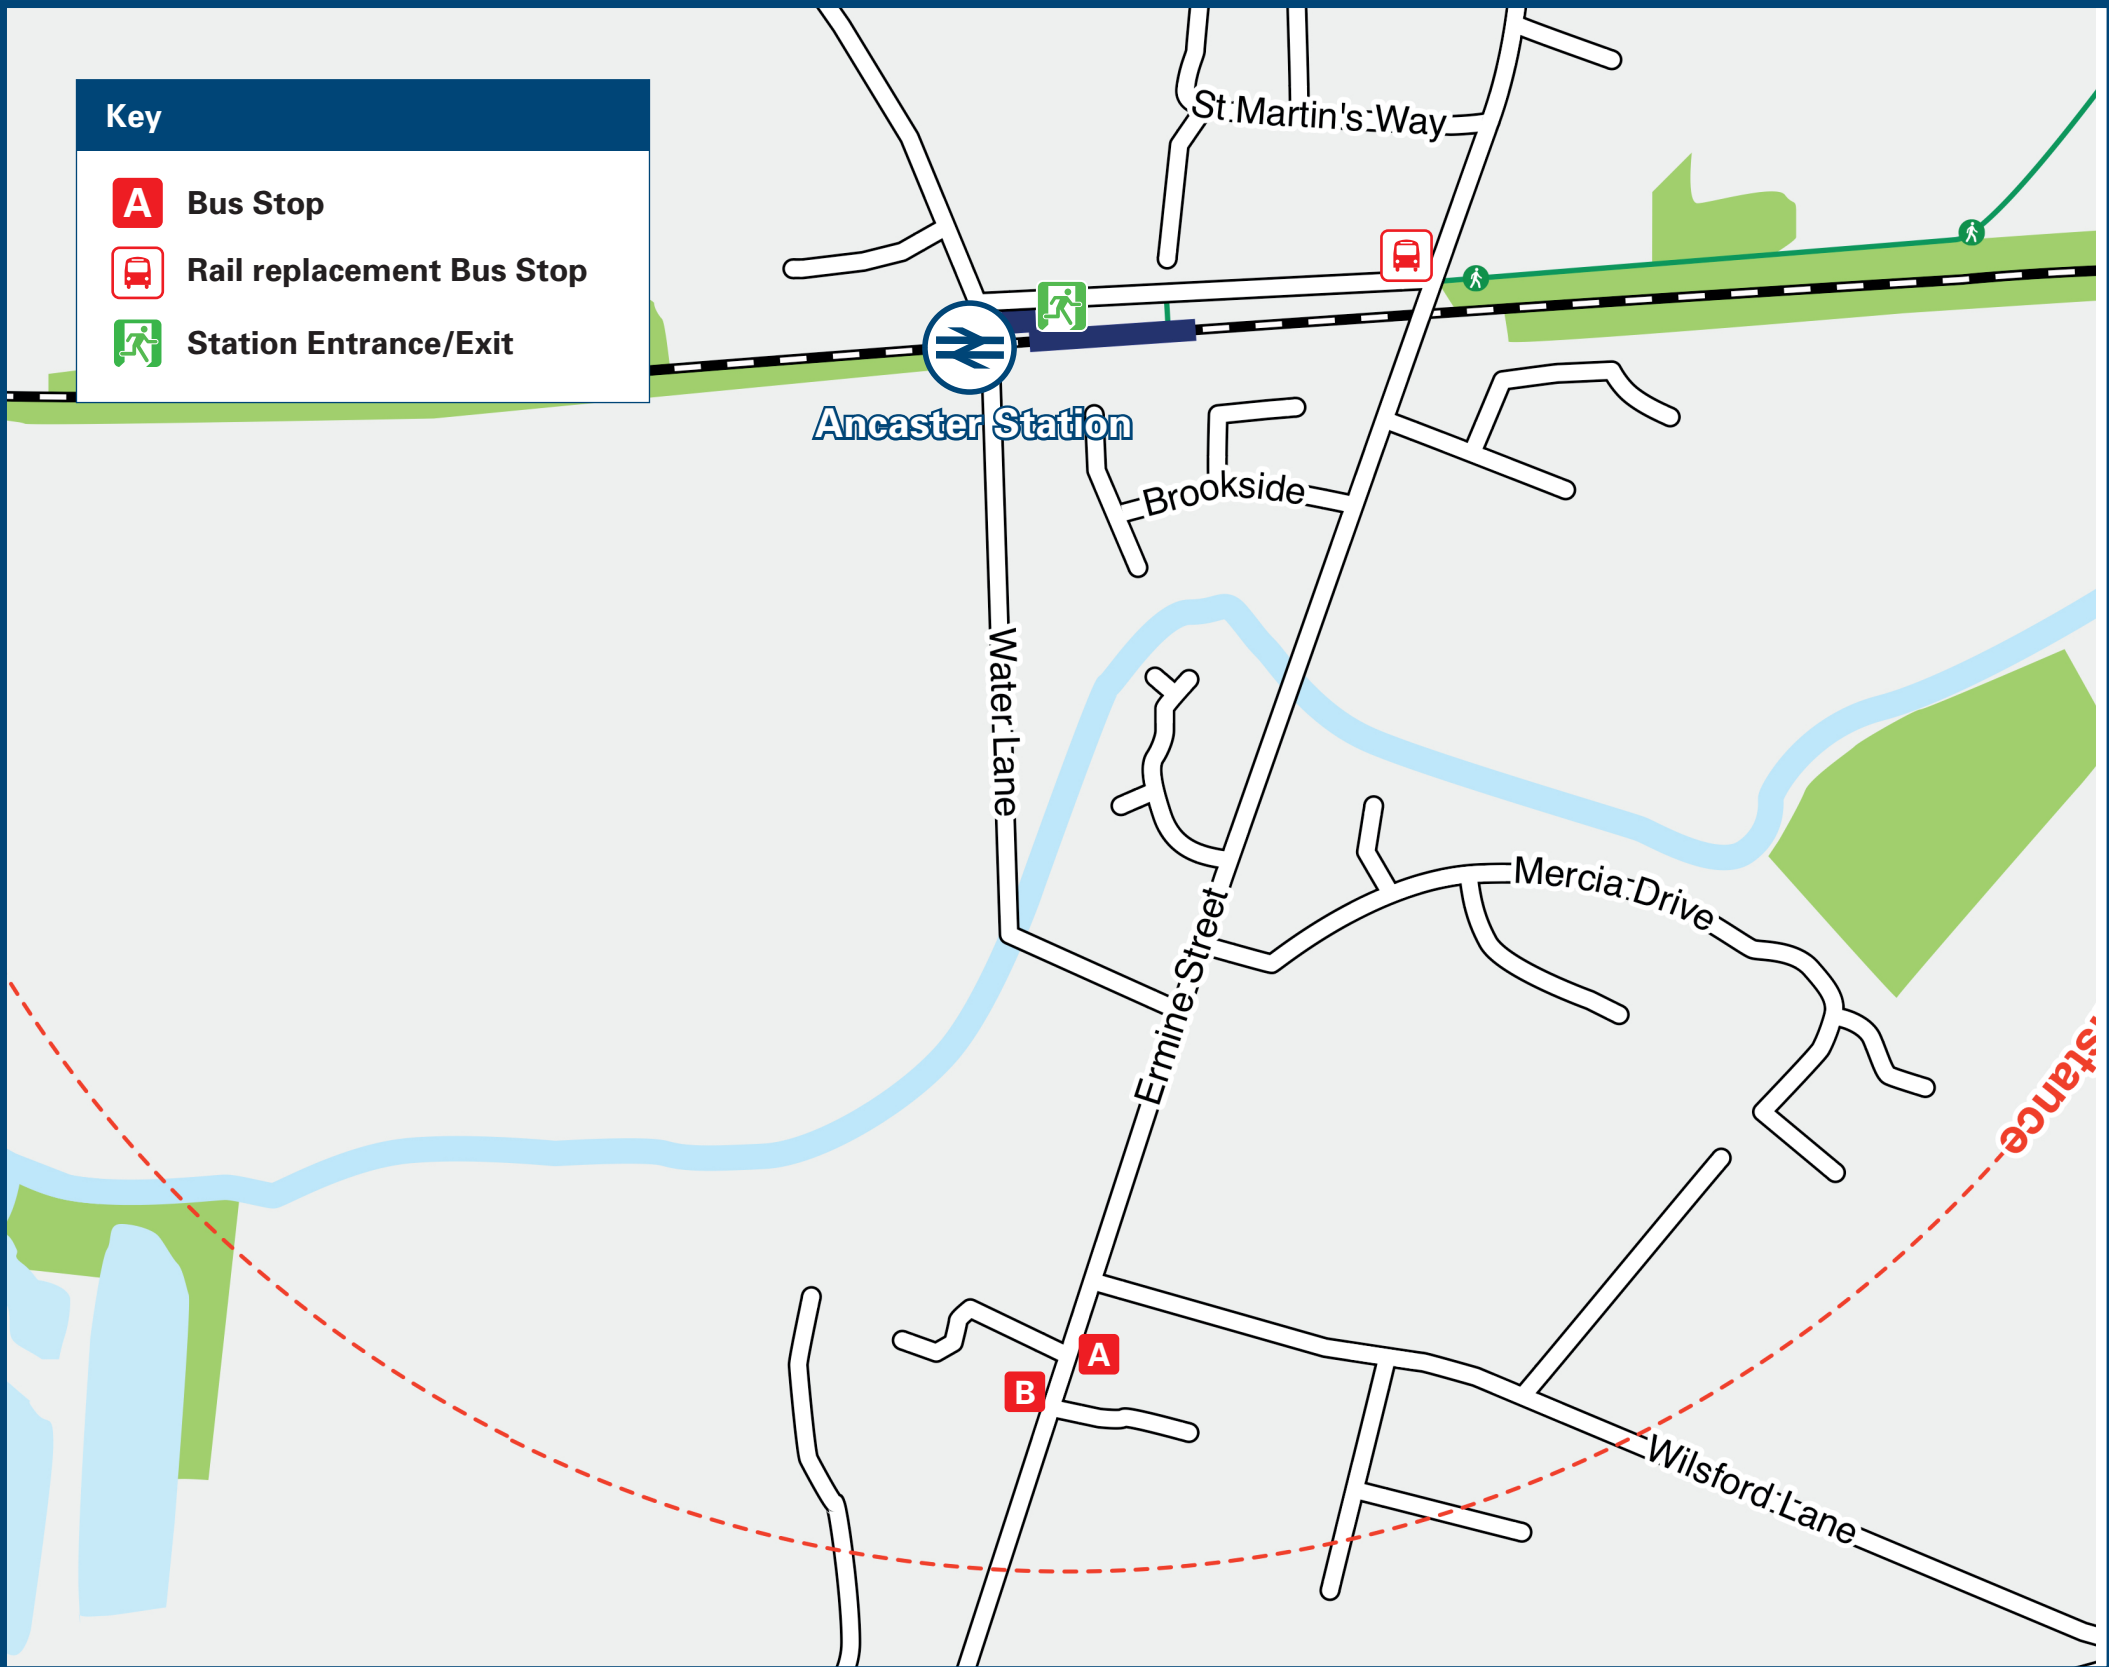 Key
A Bus Stop
Rail replacement Bus Stop
Station Entrance/Exit
St Martin's Way
Ancaster Station
Brookside
Water Lane
Mercia Drive
Ermine Street
A
B
Wilsford Lane